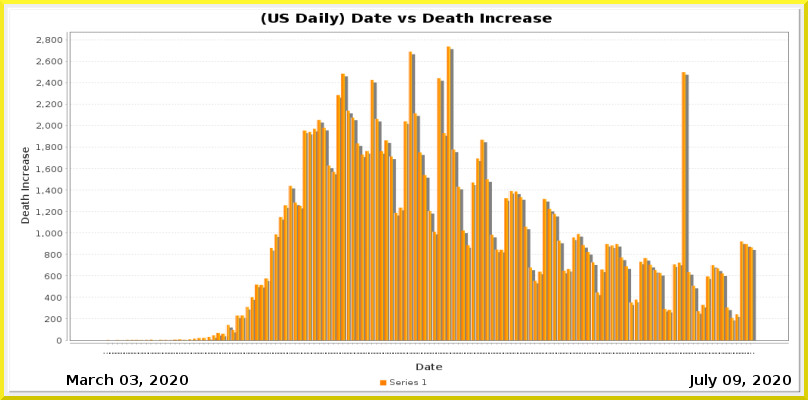 (US Daily) Date vs Death Increase
2,800
2,600
2,400
2,200
2,000
1,800
1,600
1,400
1,200
1,000
800
600
400
200
0
Death Increase
Date
March 03, 2020
July 09, 2020
Series 1